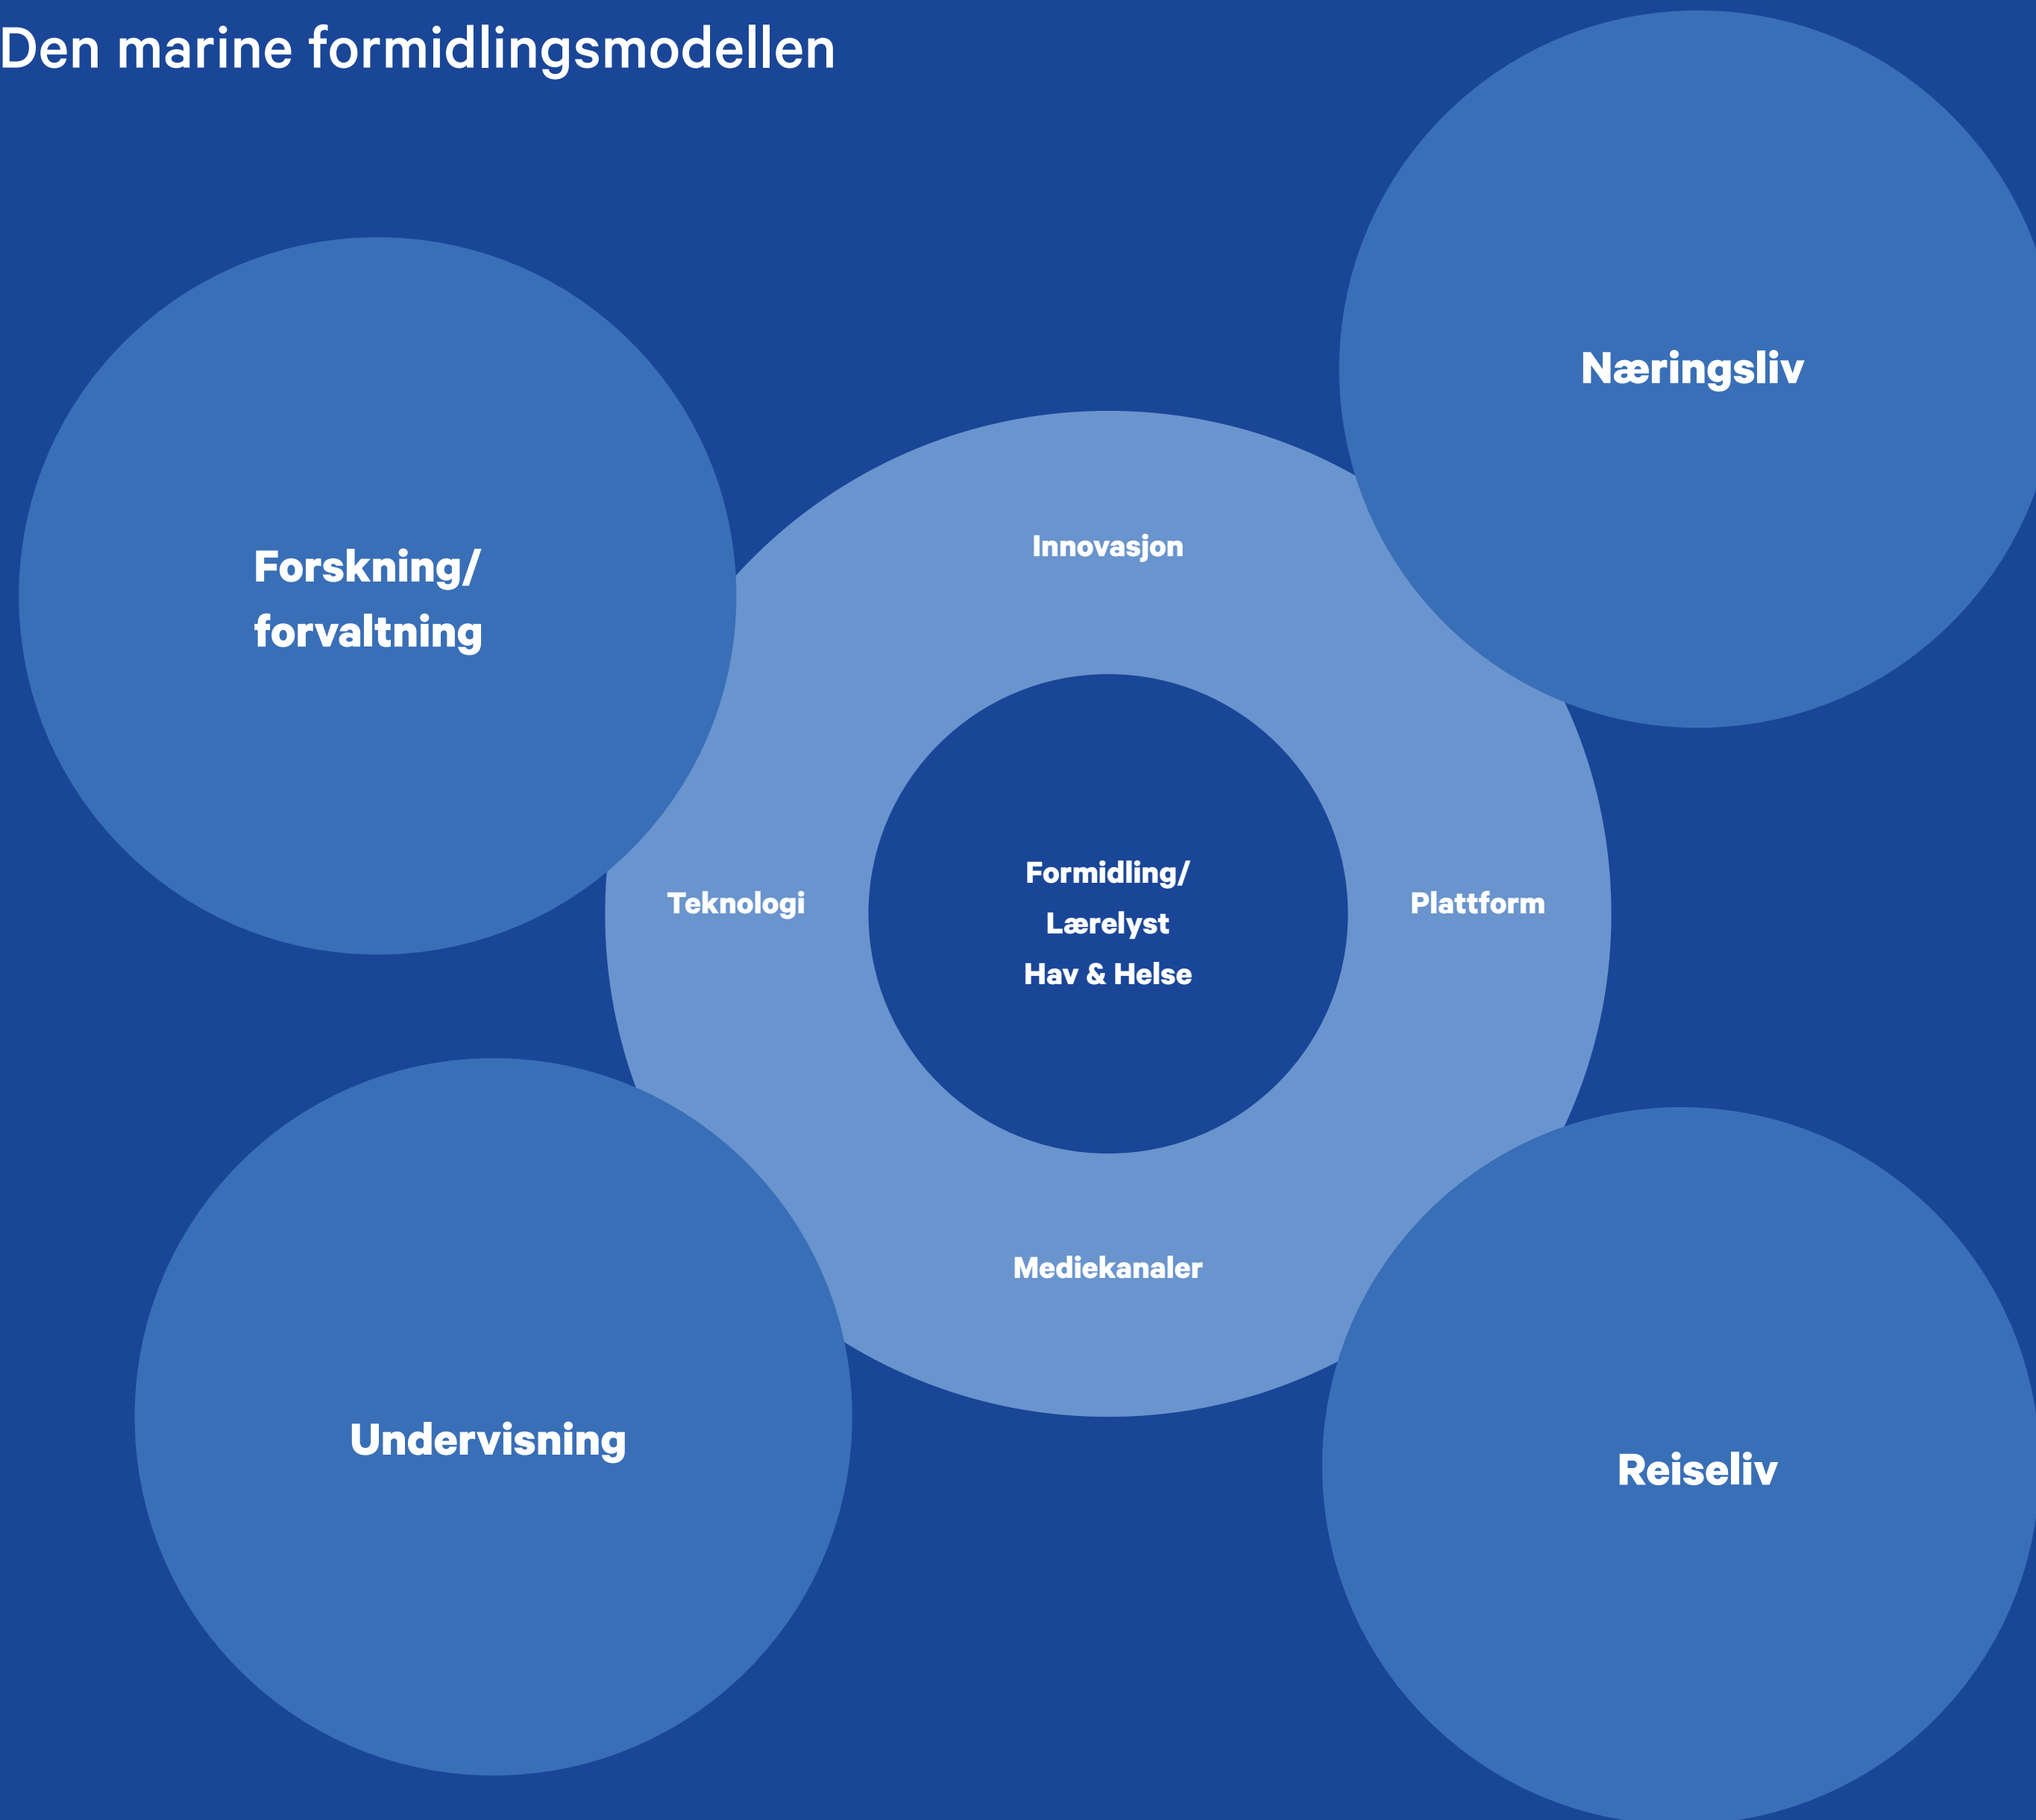 Den marine formidlingsmodellen
Næringsliv
Forskning/
forvaltning
Innovasjon
Teknologi
Formidling/
Lærelyst
Hav & Helse
Plattform
Mediekanaler
Undervisning
Reiseliv